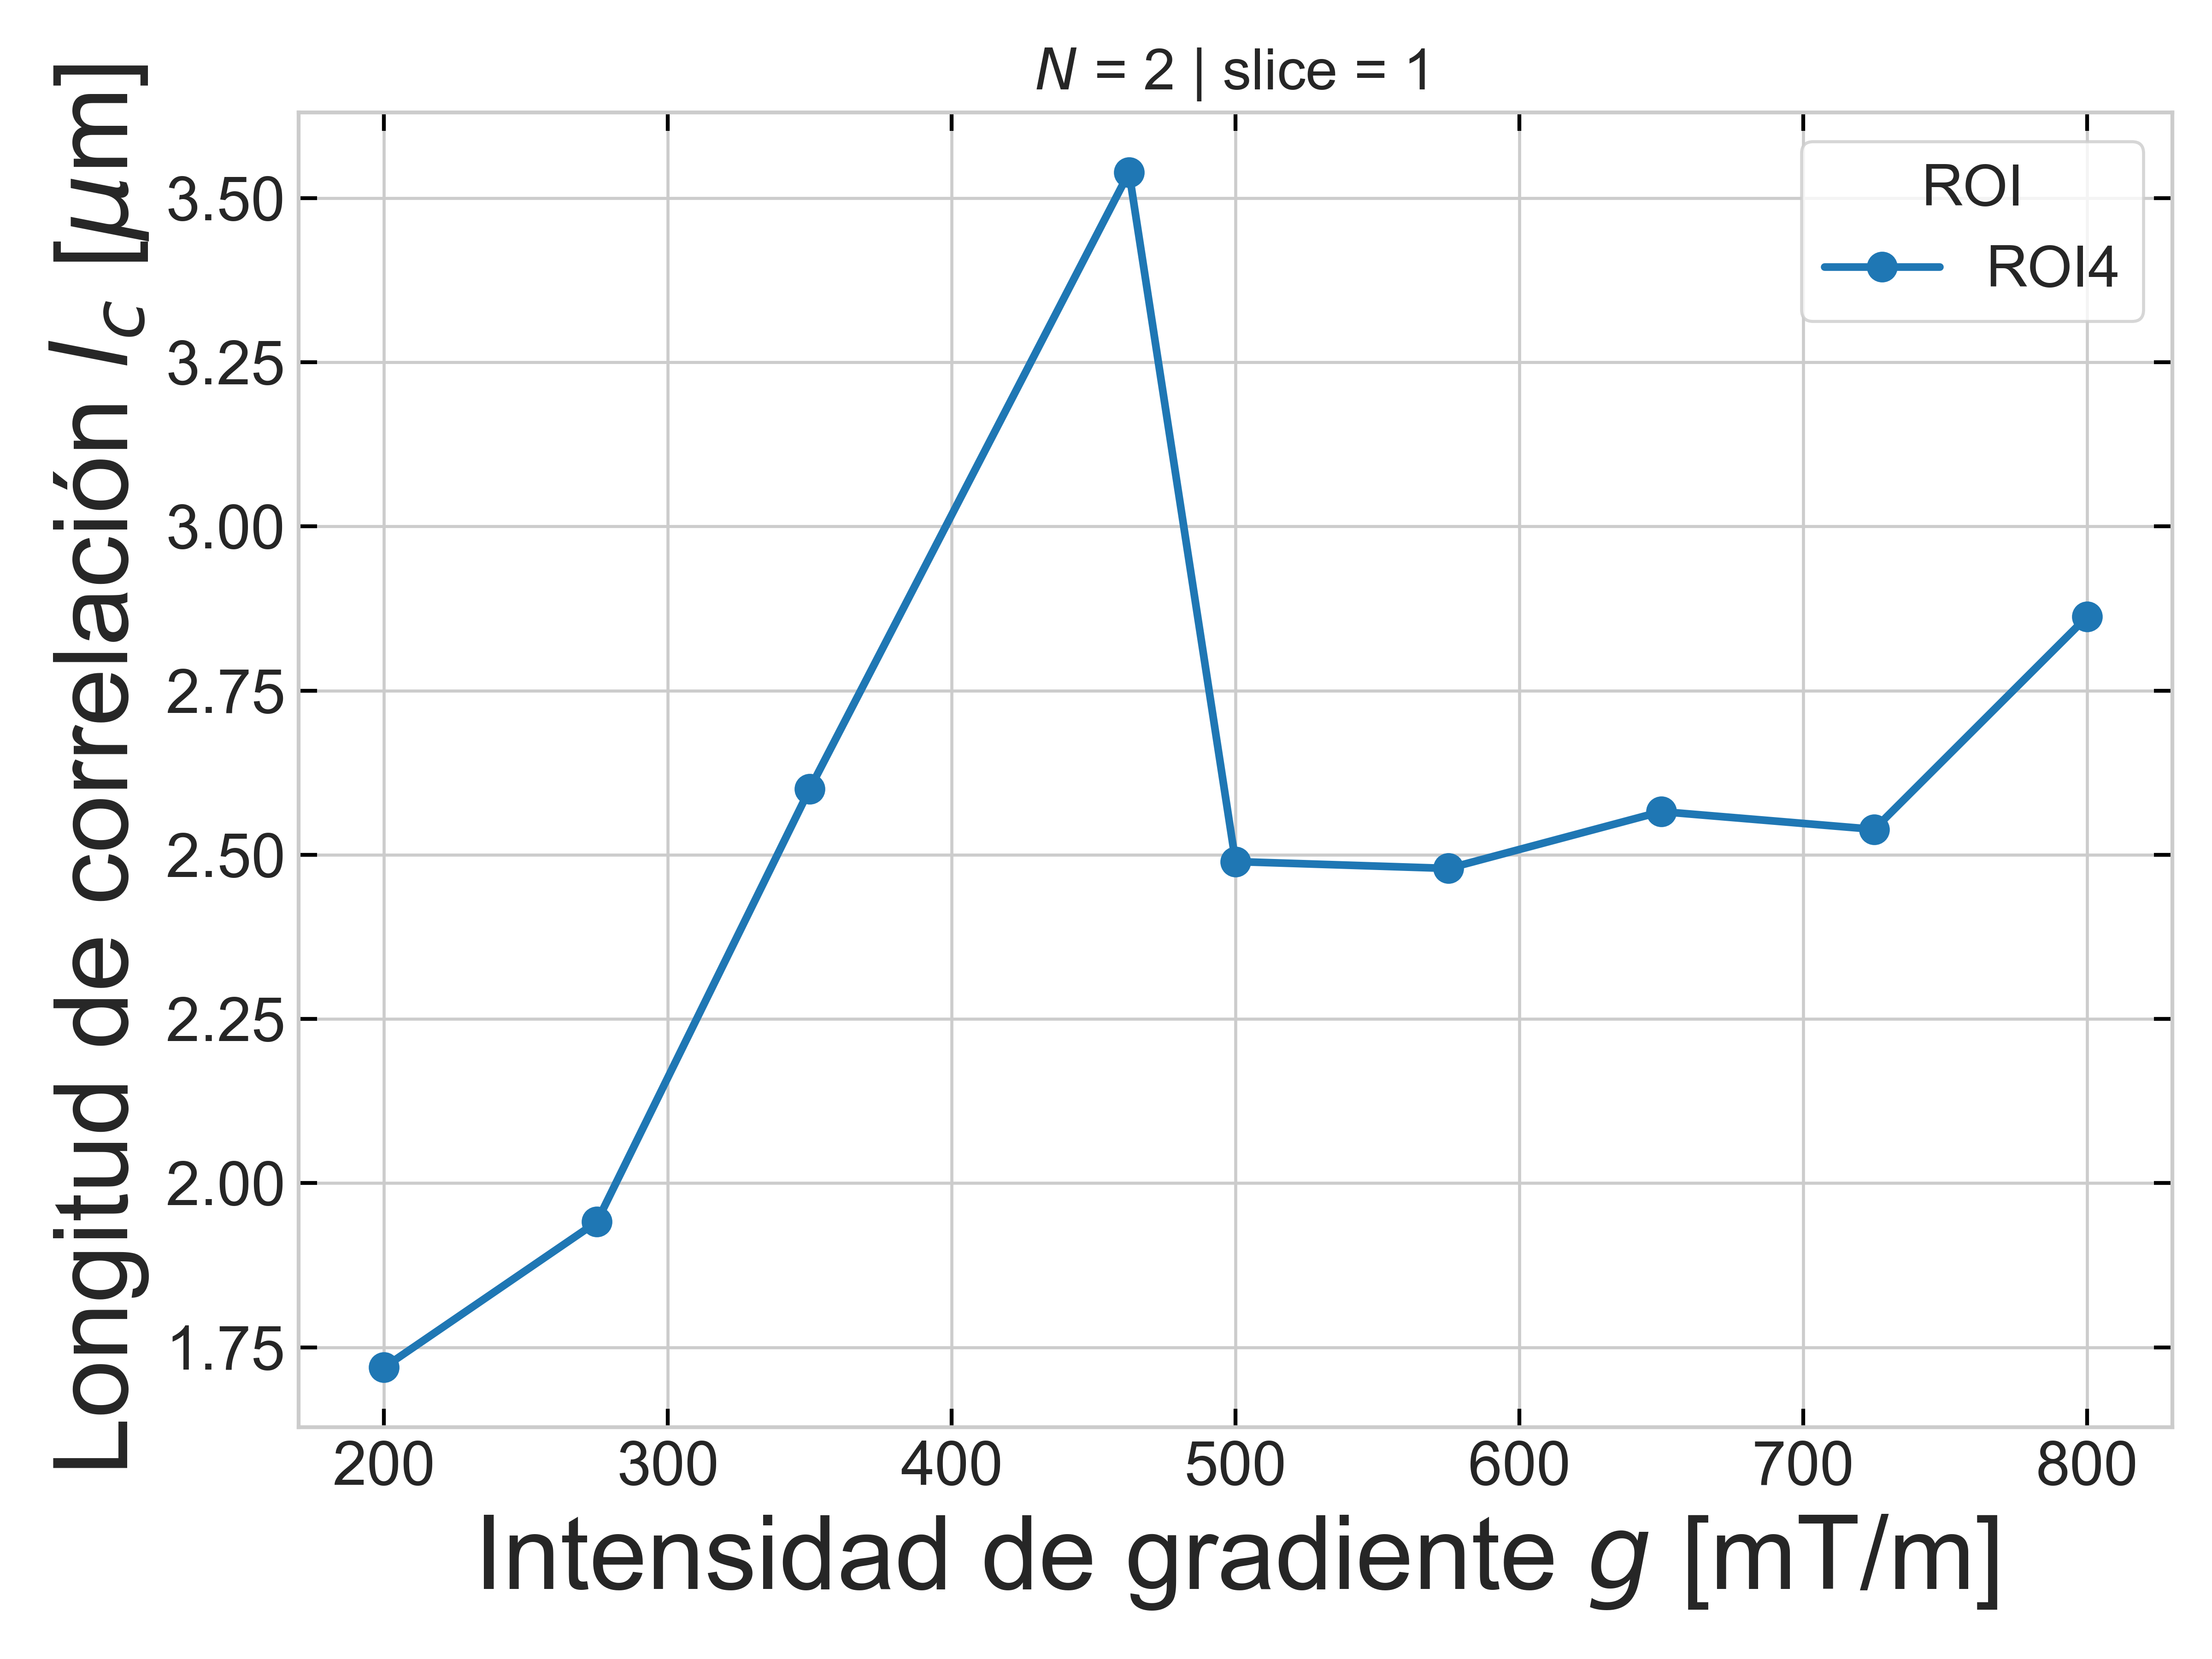 N = 2 | slice = 1
Longitud de correlación l_c [μm]
3.50
3.25
3.00
2.75
2.50
2.25
2.00
1.75
ROI
ROI4
200 300 400 500 600 700 800
Intensidad de gradiente g [mT/m]